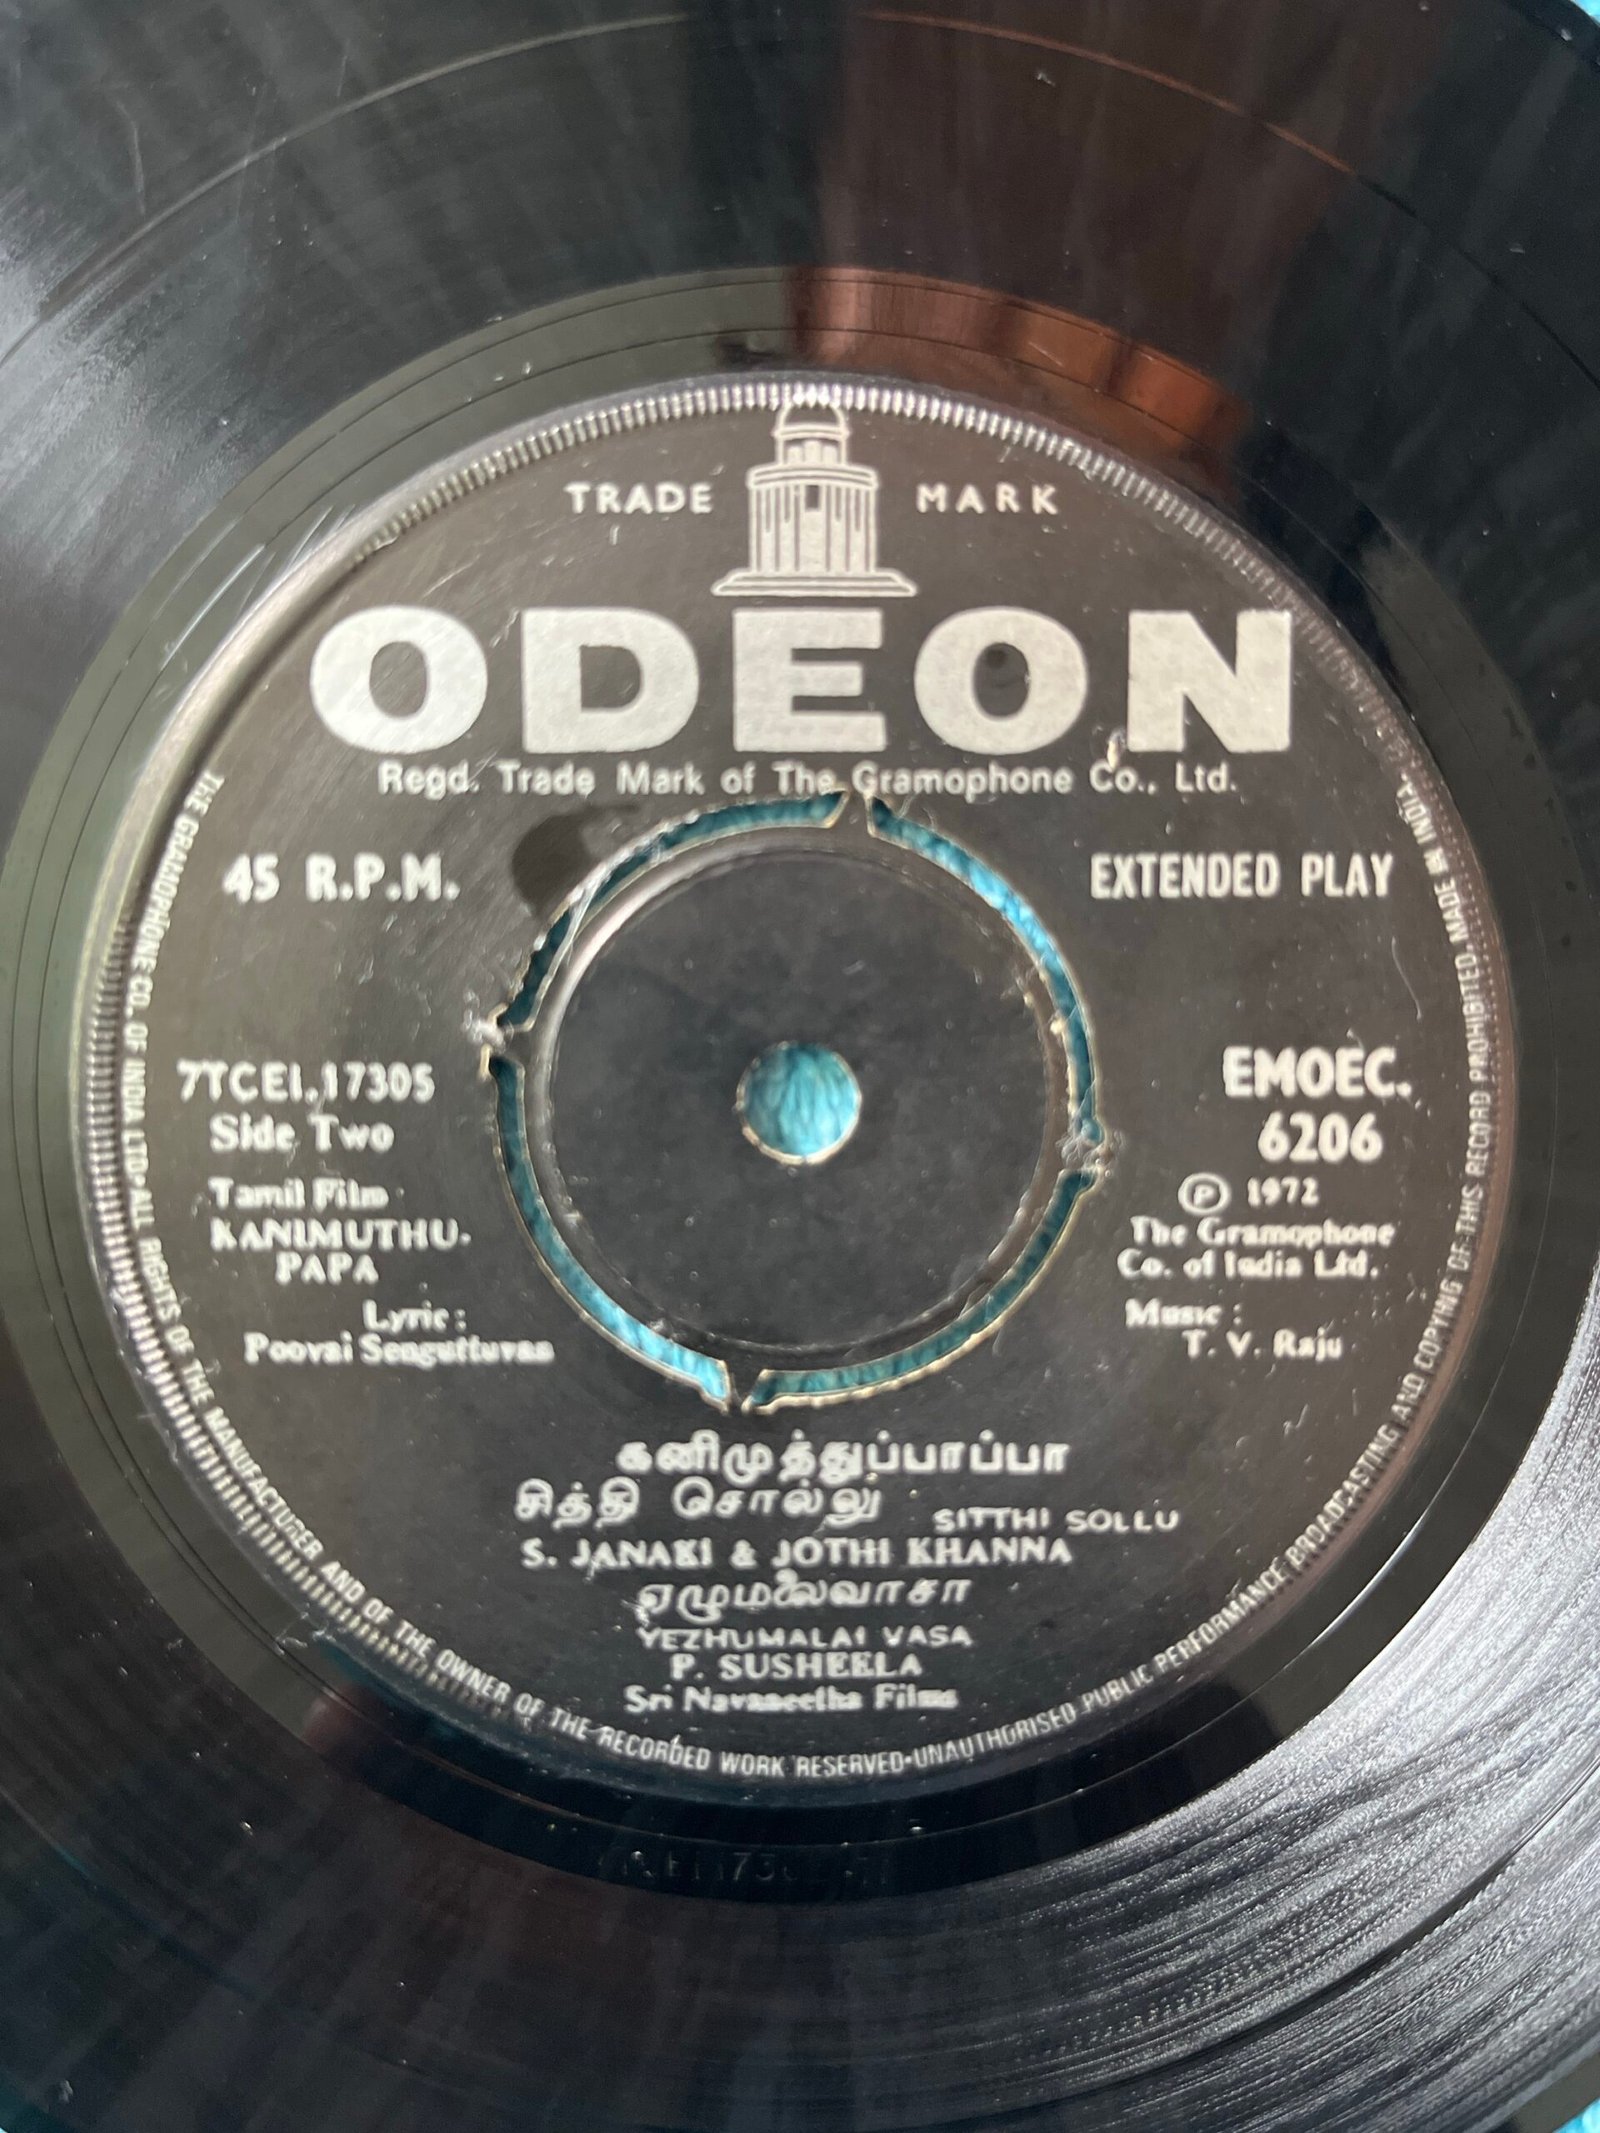 TRADE MARK
ODEON
Regd. Trade Mark of The Gramophone Co., Ltd.
45 R.P.M.
EXTENDED PLAY
7TCEI.17305
Side Two
Tamil Film
KANIMUTHU-
PAPA
Lyric :
Poovai Senguttuvan
EMOEC.
6206
Ⓟ 1972
The Gramophone
Co. of India Ltd.
Music :
T. V. Raju
கனிமுத்துப்பாப்பா
சித்தி சொல்லு SITTHI SOLLU
S. JANAKI & JOTHI KHANNA
ஏழுமலைவாசா
YEZHUMALAI VASA
P. SUSHEELA
Sri Navaneetha Films
THE GRAMOPHONE CO. OF INDIA LTD-ALL RIGHTS OF THE MANUFACTURER AND OF THE OWNER OF THE RECORDED WORK RESERVED•UNAUTHORISED PUBLIC PERFORMANCE BROADCASTING AND COPYING OF THIS RECORD PROHIBITED. MADE IN INDIA.